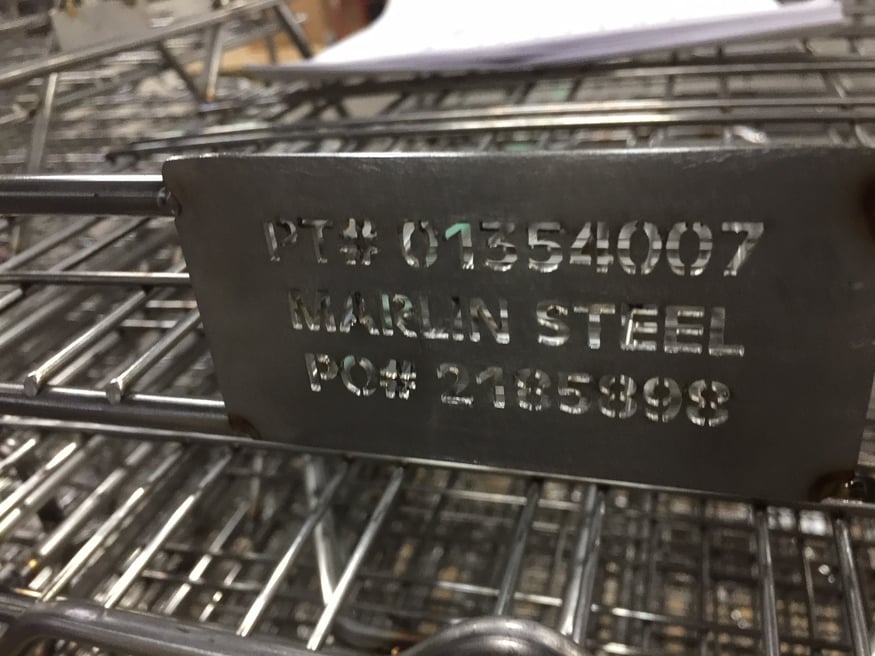 PT# 01354007
MARLIN STEEL
PO# 2185898